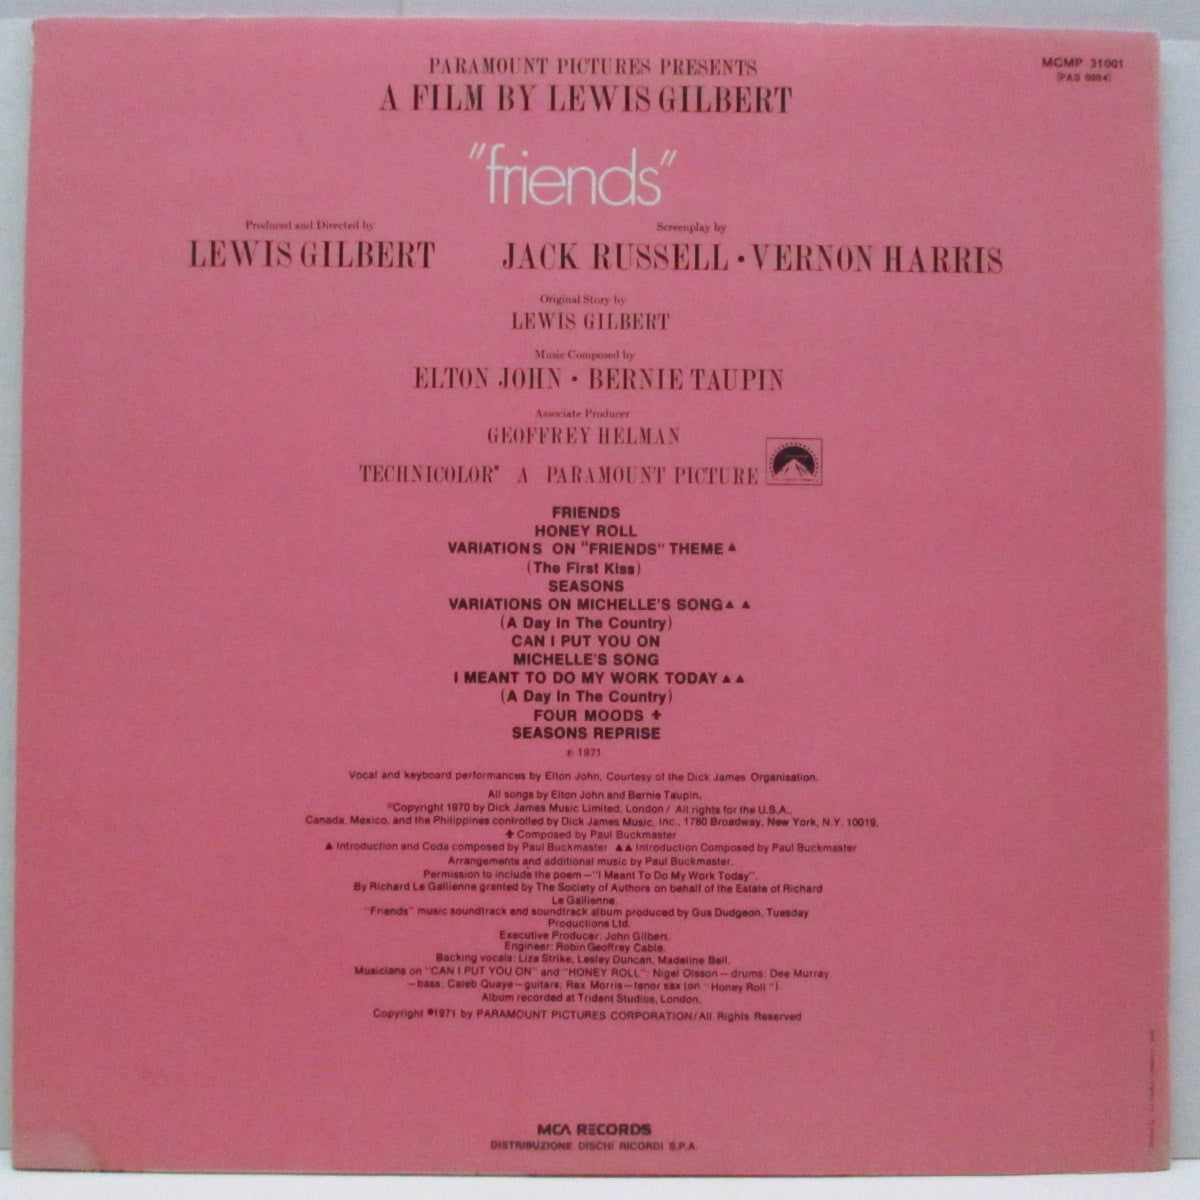 PARAMOUNT PICTURES PRESENTS
MCMP 31001
(PAS 6004)
A FILM BY LEWIS GILBERT
"friends"
Produced and Directed by
Screenplay by
LEWIS GILBERT
JACK RUSSELL • VERNON HARRIS
Original Story by
LEWIS GILBERT
Music Composed by
ELTON JOHN • BERNIE TAUPIN
Associate Producer
GEOFFREY HELMAN
TECHNICOLOR® A PARAMOUNT PICTURE
FRIENDS
HONEY ROLL
VARIATIONS ON "FRIENDS" THEME ▲
(The First Kiss)
SEASONS
VARIATIONS ON MICHELLE'S SONG ▲ ▲
(A Day In The Country)
CAN I PUT YOU ON
MICHELLE'S SONG
I MEANT TO DO MY WORK TODAY ▲ ▲
(A Day In The Country)
FOUR MOODS ✚
SEASONS REPRISE
℗ 1971
Vocal and keyboard performances by Elton John, Courtesy of the Dick James Organisation.
All songs by Elton John and Bernie Taupin.
©Copyright 1970 by Dick James Music Limited, London / All rights for the U.S.A.,
Canada, Mexico, and the Philippines controlled by Dick James Music, Inc., 1780 Broadway, New York, N.Y. 10019.
✚ Composed by Paul Buckmaster
▲ Introduction and Coda composed by Paul Buckmaster ▲▲ Introduction Composed by Paul Buckmaster
Arrangements and additional music by Paul Buckmaster.
Permission to include the poem – "I Meant To Do My Work Today".
By Richard Le Gallienne granted by The Society of Authors on behalf of the Estate of Richard
Le Gallienne.
"Friends" music soundtrack and soundtrack album produced by Gus Dudgeon, Tuesday
Productions Ltd.
Executive Producer: John Gilbert.
Engineer: Robin Geoffrey Cable.
Backing vocals: Liza Strike, Lesley Duncan, Madeline Bell.
Musicians on "CAN I PUT YOU ON" and "HONEY ROLL": Nigel Olsson – drums; Dee Murray
– bass; Caleb Quaye – guitars; Rex Morris – tenor sax (on "Honey Roll").
Album recorded at Trident Studios, London.
Copyright ©1971 by PARAMOUNT PICTURES CORPORATION/All Rights Reserved
MCA RECORDS
DISTRIBUZIONE DISCHI RICORDI S.P.A.